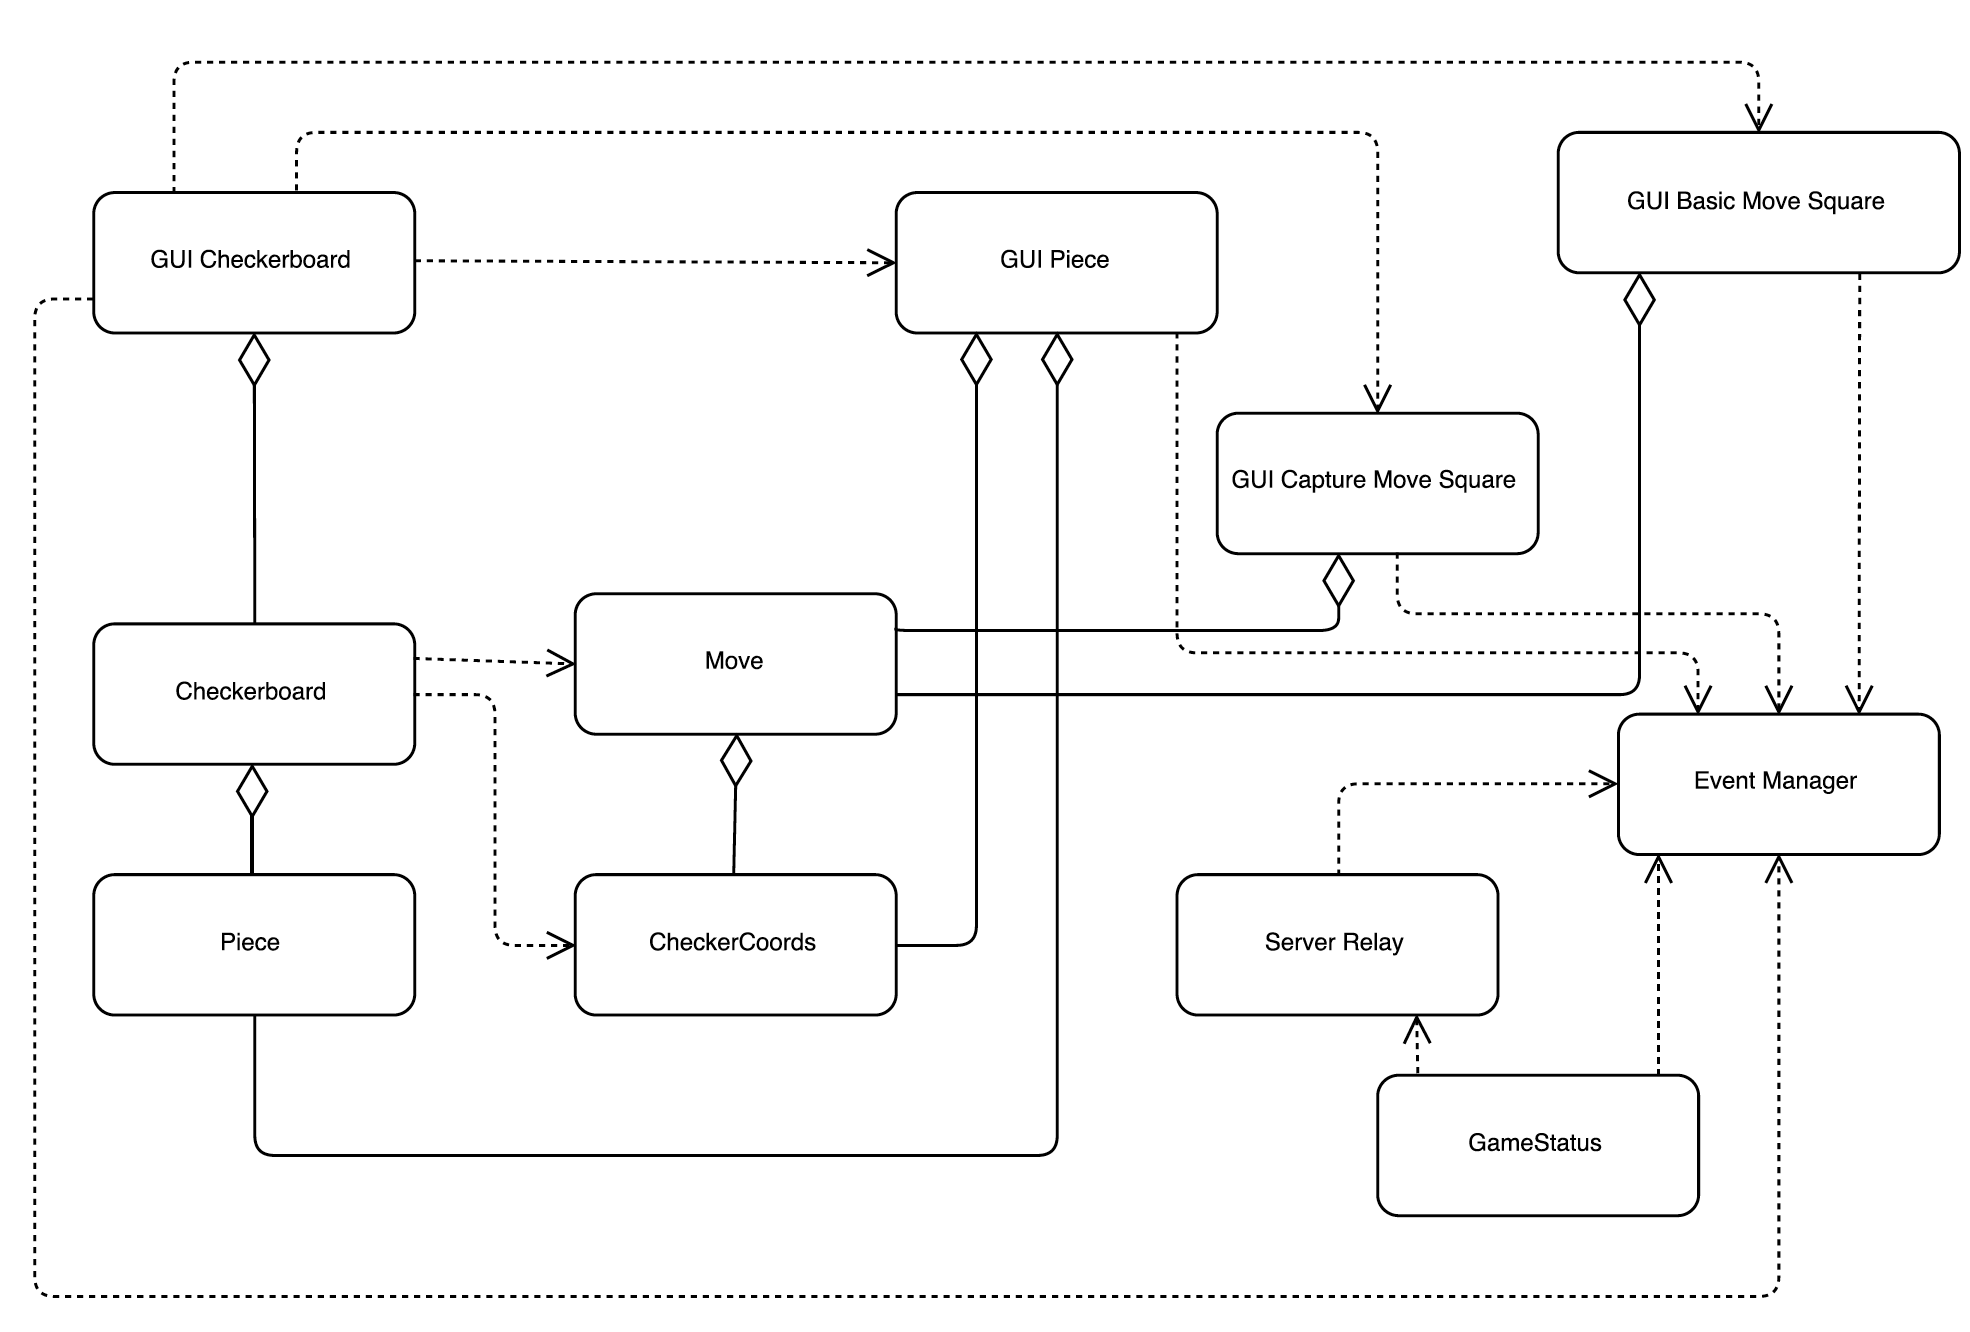 GUI Basic Move Square
GUI Checkerboard
GUI Piece
GUI Capture Move Square
Move
Checkerboard
Event Manager
Piece
CheckerCoords
Server Relay
GameStatus